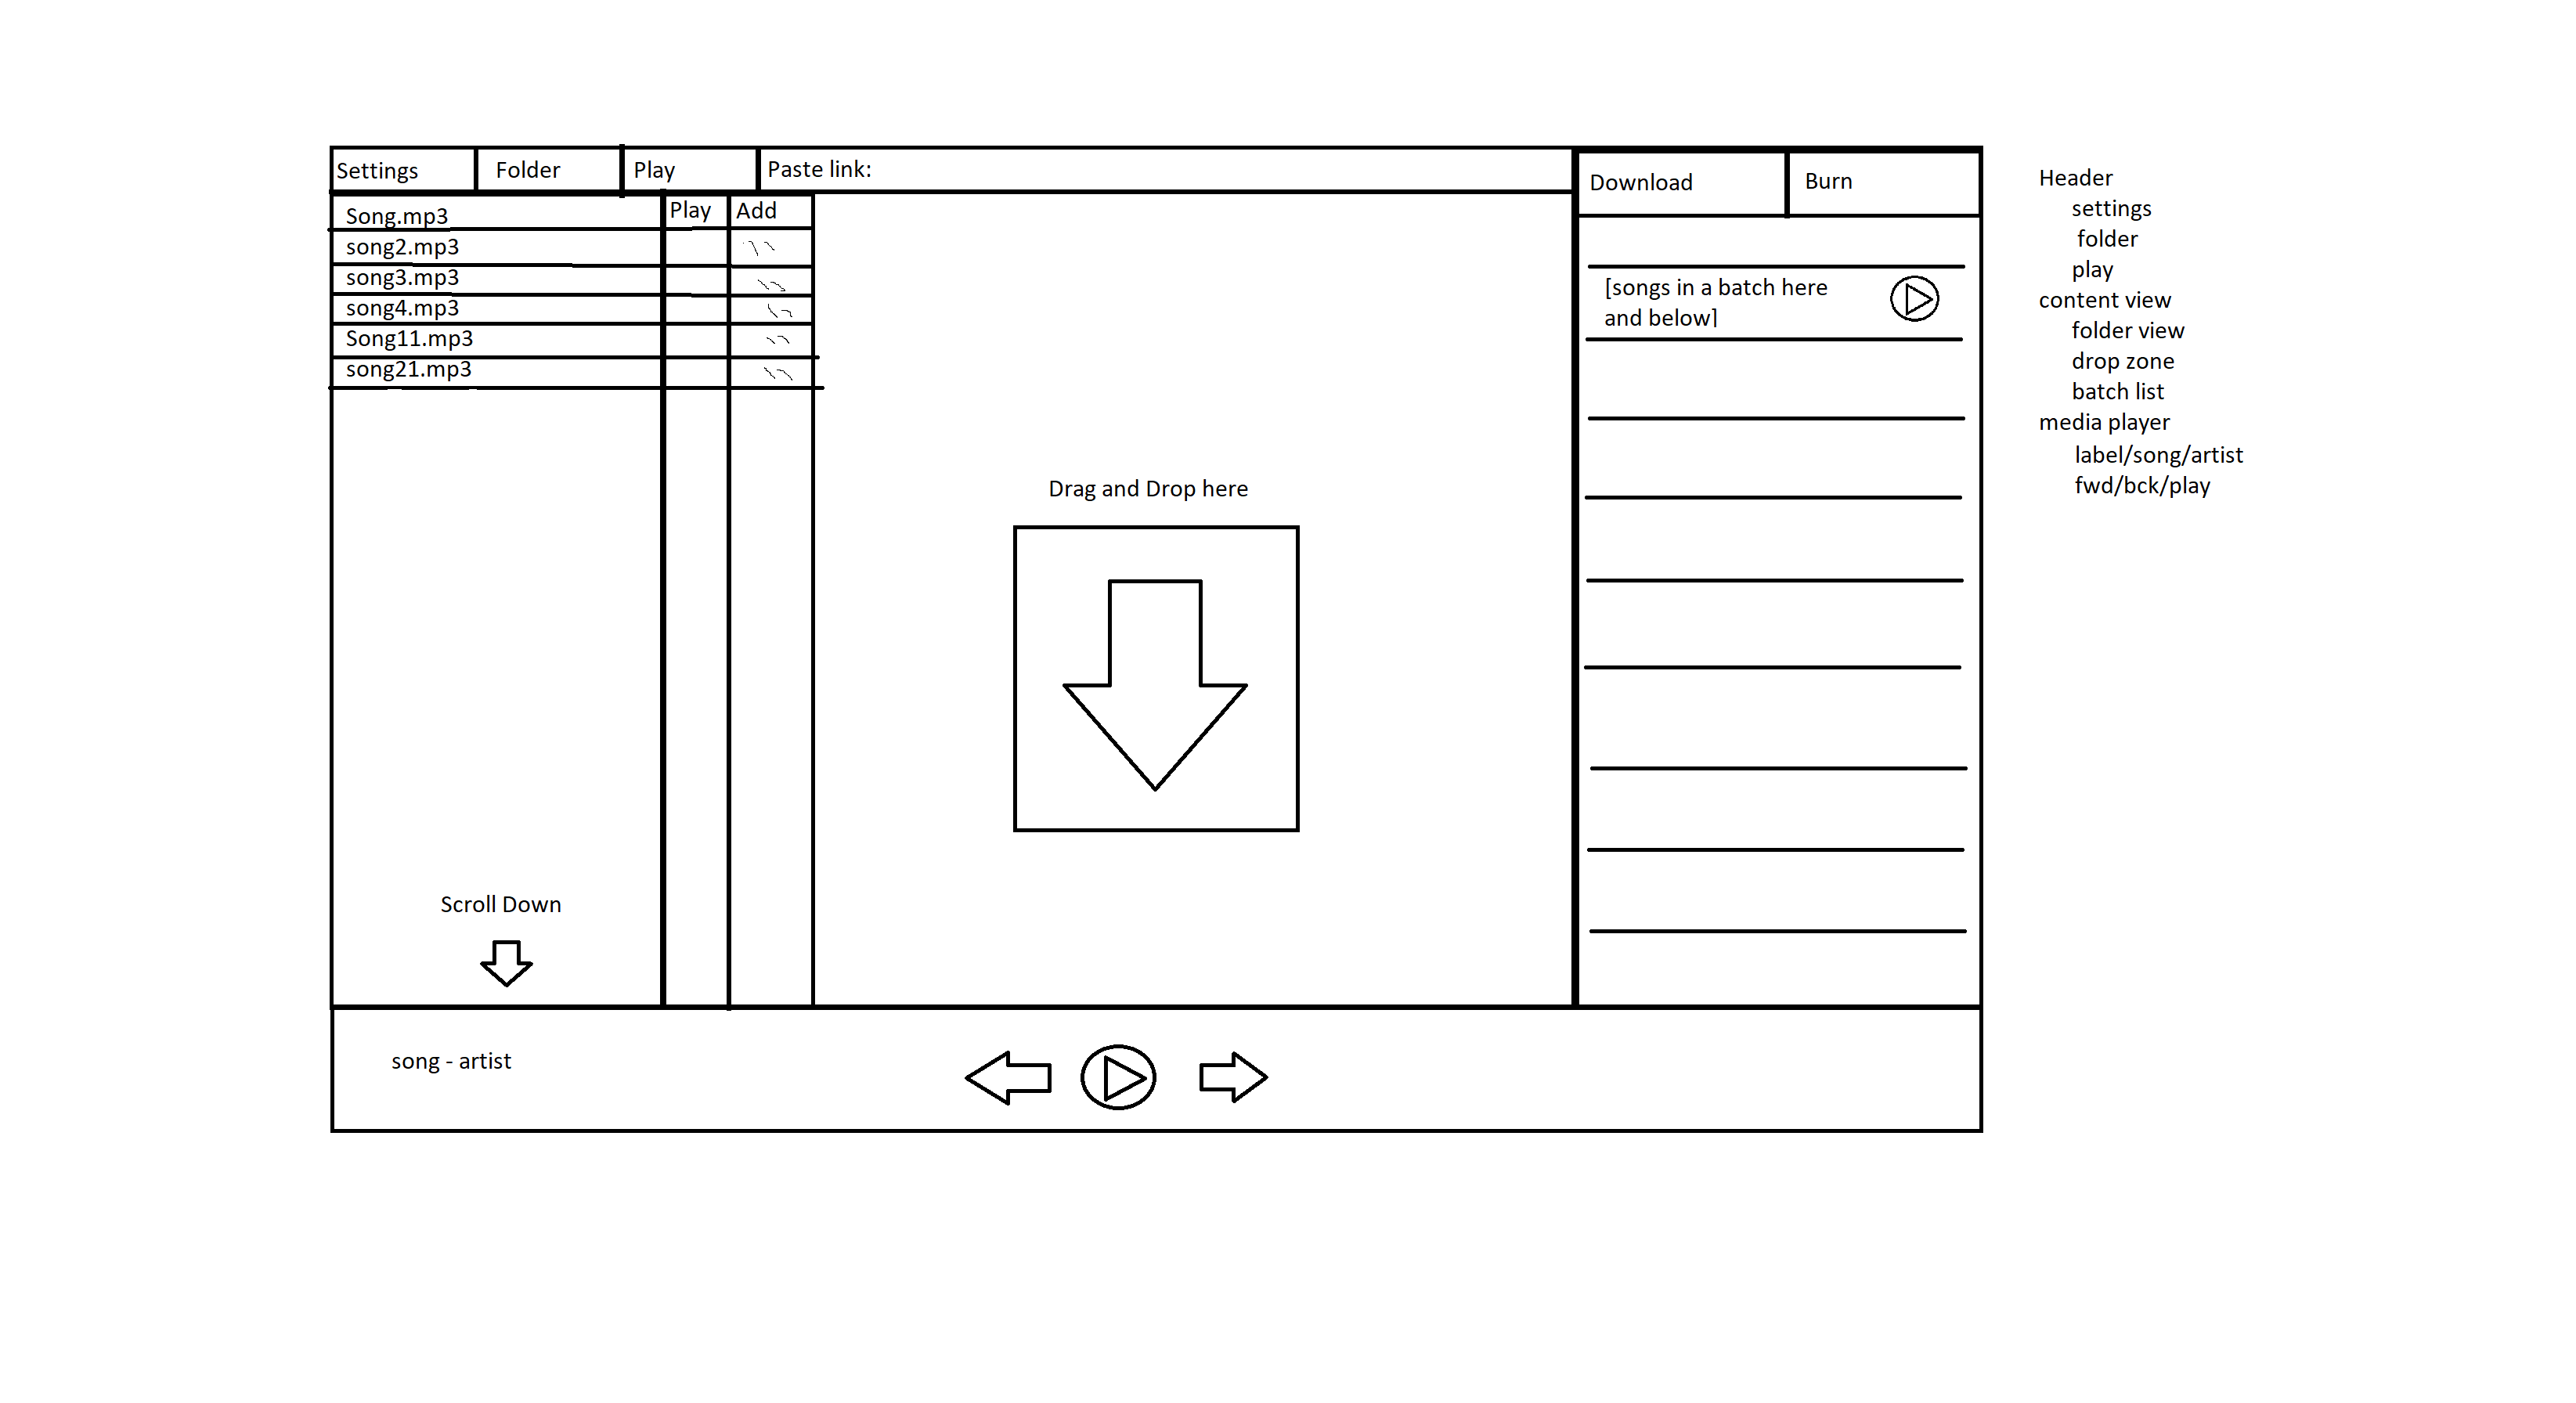 Settings
Folder
Play
Paste link:
Download
Burn
Song.mp3
Play
Add
song2.mp3
song3.mp3
song4.mp3
Song11.mp3
song21.mp3
Scroll Down
Drag and Drop here
[songs in a batch here
and below]
song - artist
Header
settings
folder
play
content view
folder view
drop zone
batch list
media player
label/song/artist
fwd/bck/play